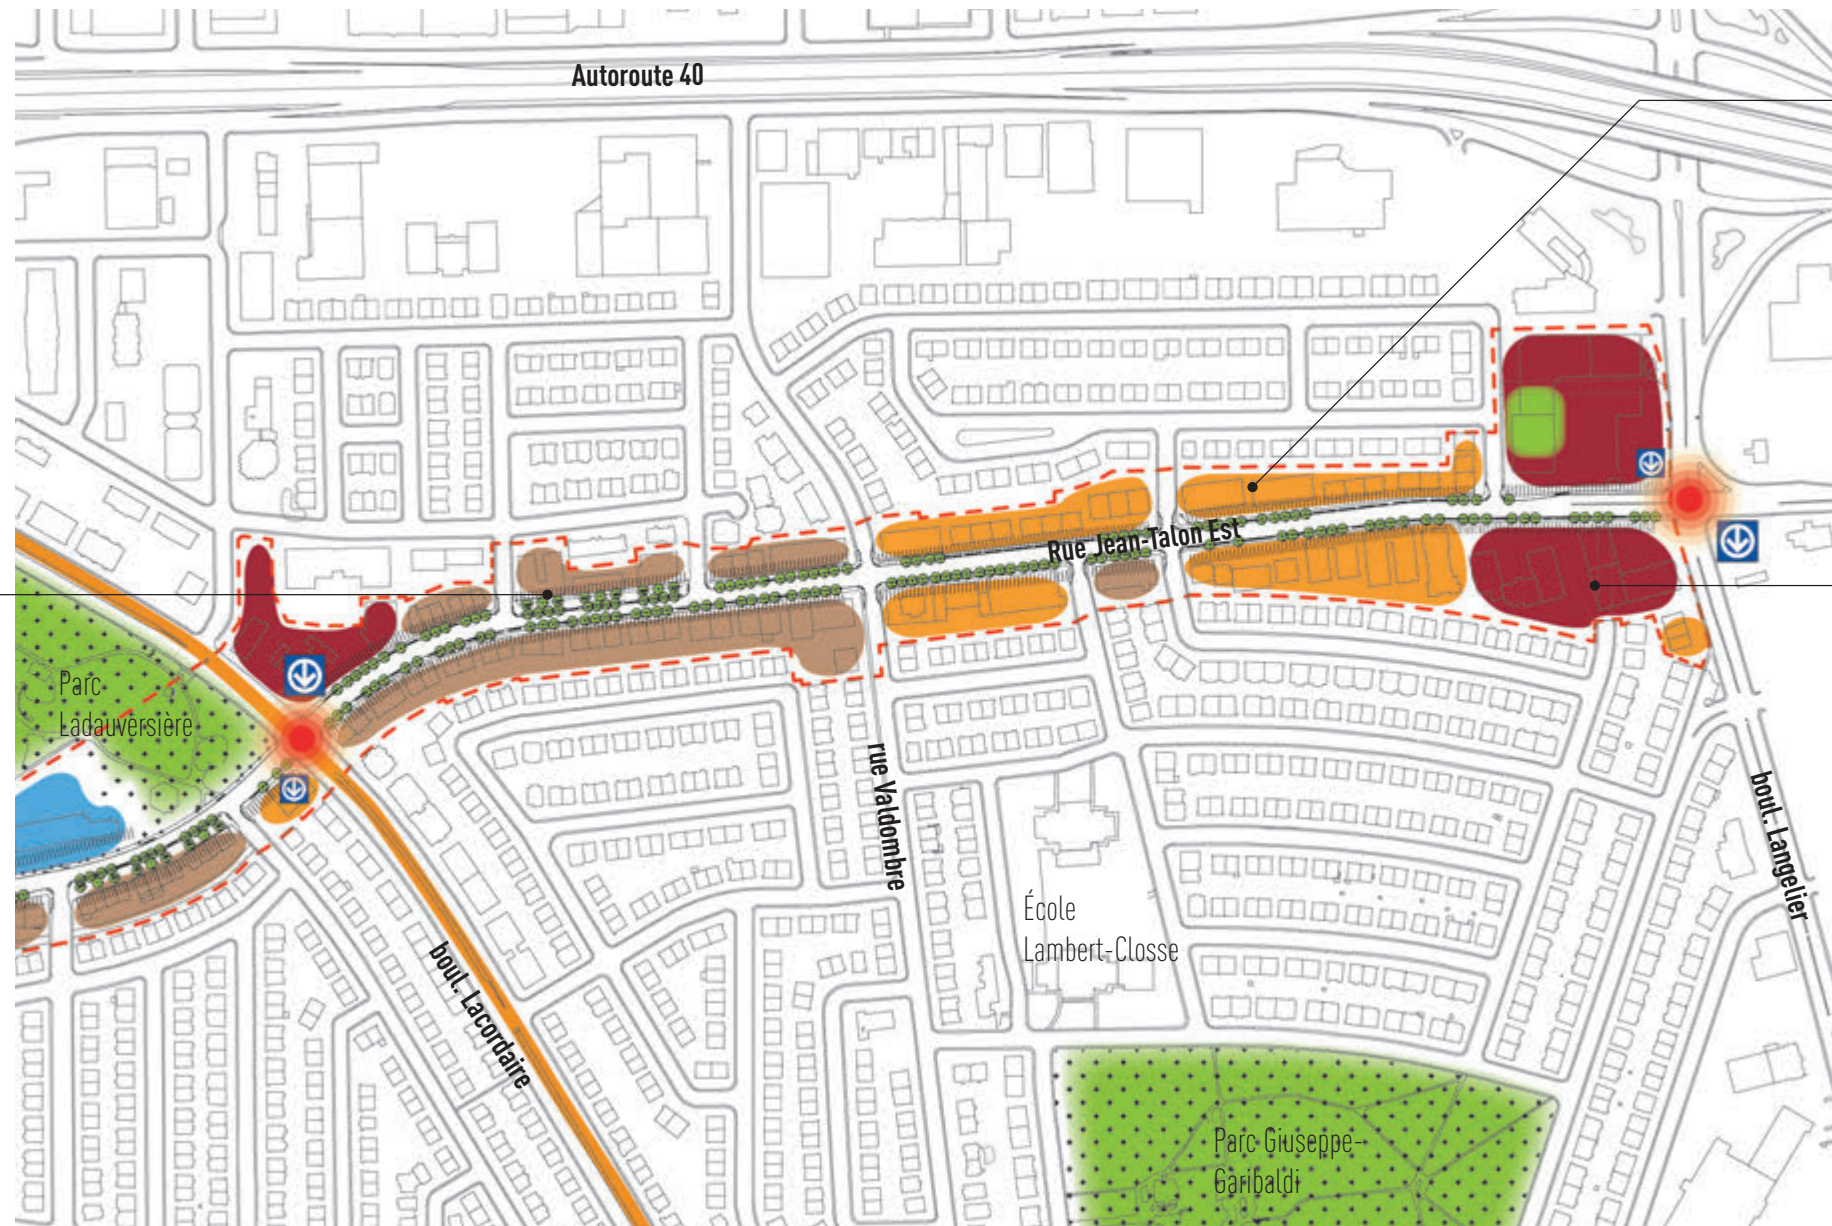 Autoroute 40
Rue Jean-Talon Est
Parc
Ladauversière
rue Valdombre
boul. Langelier
École
Lambert-Closse
boul. Lacordaire
Parc Giuseppe-
Garibaldi